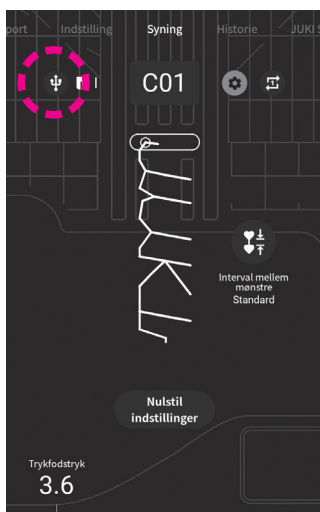 port Indstilling Syning Historie JUKI S
C01
Interval mellem
mønstre
Standard
Nulstil
indstillinger
Trykfodstryk
3.6